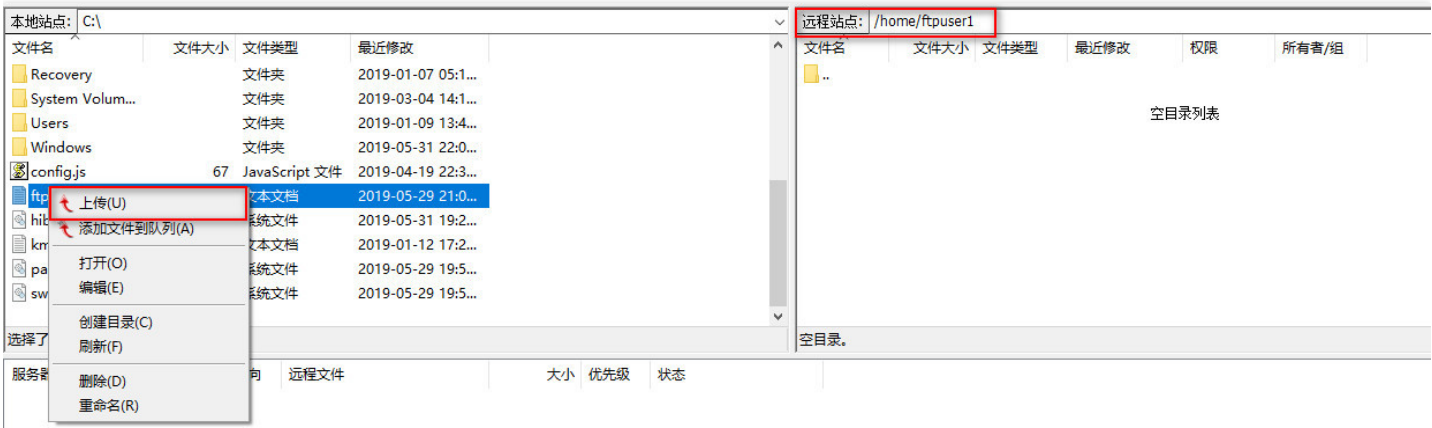 本地站点: C:\
远程站点: /home/ftpuser1
文件名 文件大小 文件类型 最近修改
文件名 文件大小 文件类型 最近修改 权限 所有者/组
Recovery 文件夹 2019-01-07 05:1...
..
System Volum... 文件夹 2019-03-04 14:1...
空目录列表
Users 文件夹 2019-01-09 13:4...
Windows 文件夹 2019-05-31 22:0...
config.js 67 JavaScript 文件 2019-04-19 22:3...
ftp 文本文档 2019-05-29 21:0...
上传(U)
hib 系统文件 2019-05-31 19:2...
添加文件到队列(A)
km 文本文档 2019-01-12 17:2...
打开(O)
pa 系统文件 2019-05-29 19:5...
编辑(E)
sw 系统文件 2019-05-29 19:5...
创建目录(C)
选择了
刷新(F)
空目录。
服务器 向 远程文件 大小 优先级 状态
删除(D)
重命名(R)